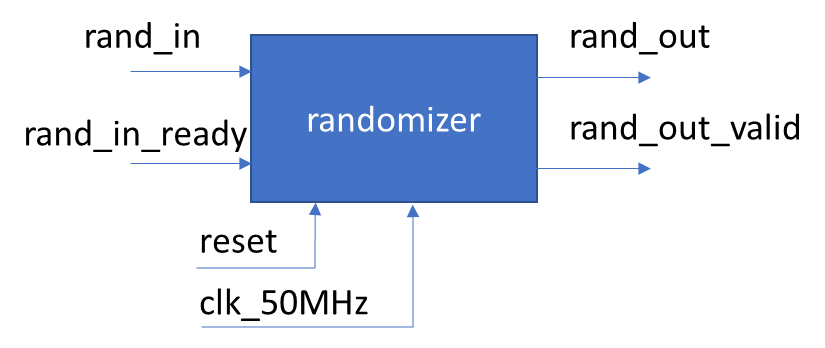 rand_in
rand_out
rand_in_ready
randomizer
rand_out_valid
reset
clk_50MHz